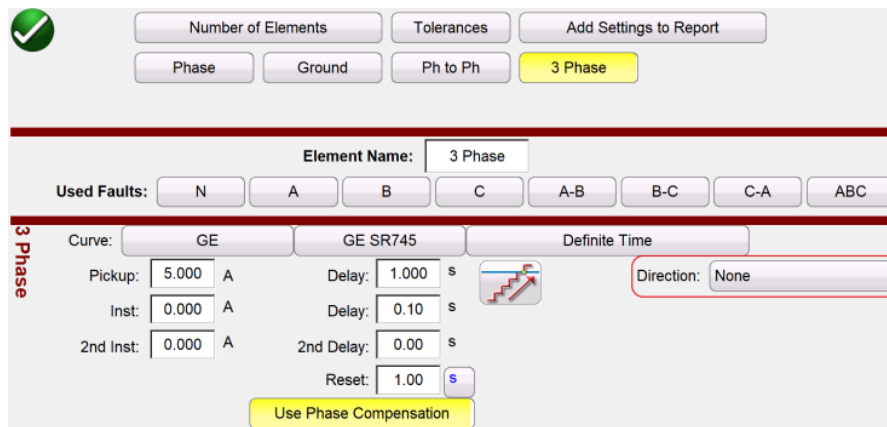 Number of Elements Tolerances Add Settings to Report
Phase Ground Ph to Ph 3 Phase
Element Name: 3 Phase
Used Faults: N A B C A-B B-C C-A ABC
3 Phase
Curve: GE GE SR745 Definite Time
Pickup: 5.000 A Delay: 1.000 s Direction: None
Inst: 0.000 A Delay: 0.10 s
2nd Inst: 0.000 A 2nd Delay: 0.00 s
Reset: 1.00 s
Use Phase Compensation